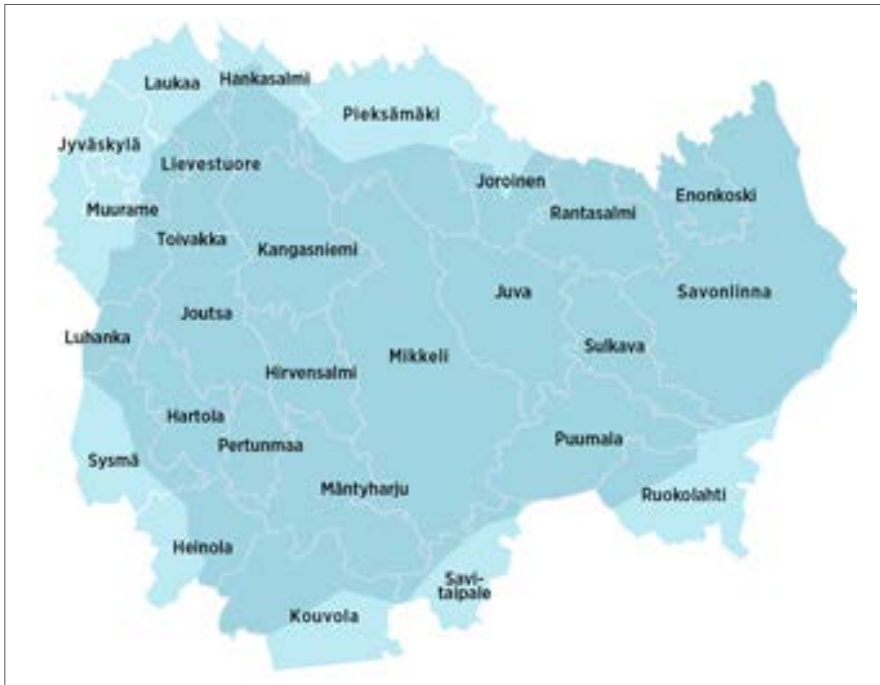 Laukaa
Hankasalmi
Pieksämäki
Jyväskylä
Lievestuore
Joroinen
Enonkoski
Muurame
Rantasalmi
Toivakka
Kangasniemi
Juva
Savonlinna
Joutsa
Luhanka
Sulkava
Mikkeli
Hirvensalmi
Hartola
Pertunmaa
Puumala
Sysmä
Mäntyharju
Ruokolahti
Heinola
Savi-
taipale
Kouvola